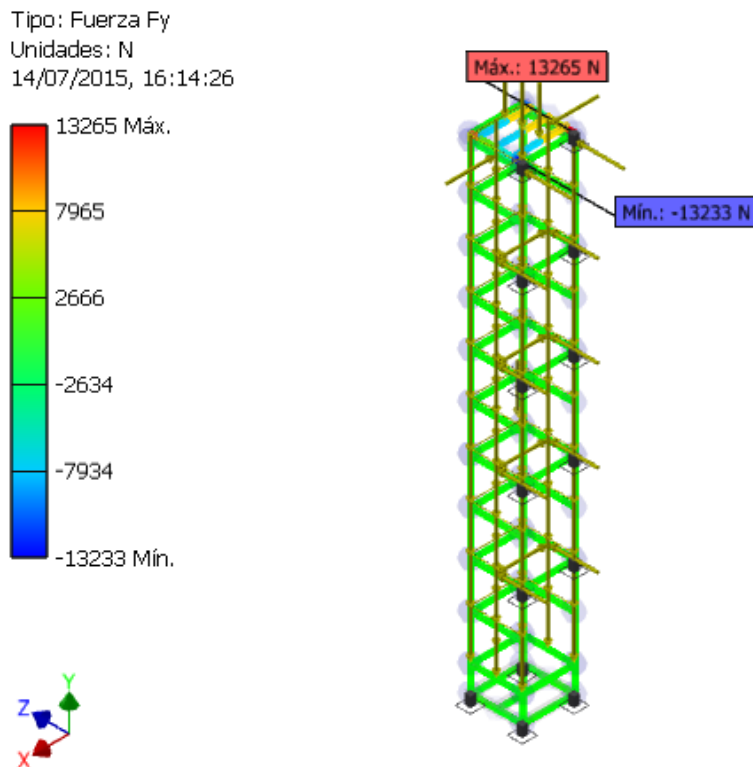 Tipo: Fuerza Fy
Unidades: N
14/07/2015, 16:14:26
Máx.: 13265 N
13265 Máx.
7965
Mín.: -13233 N
2666
-2634
-7934
-13233 Mín.
Y
Z
X